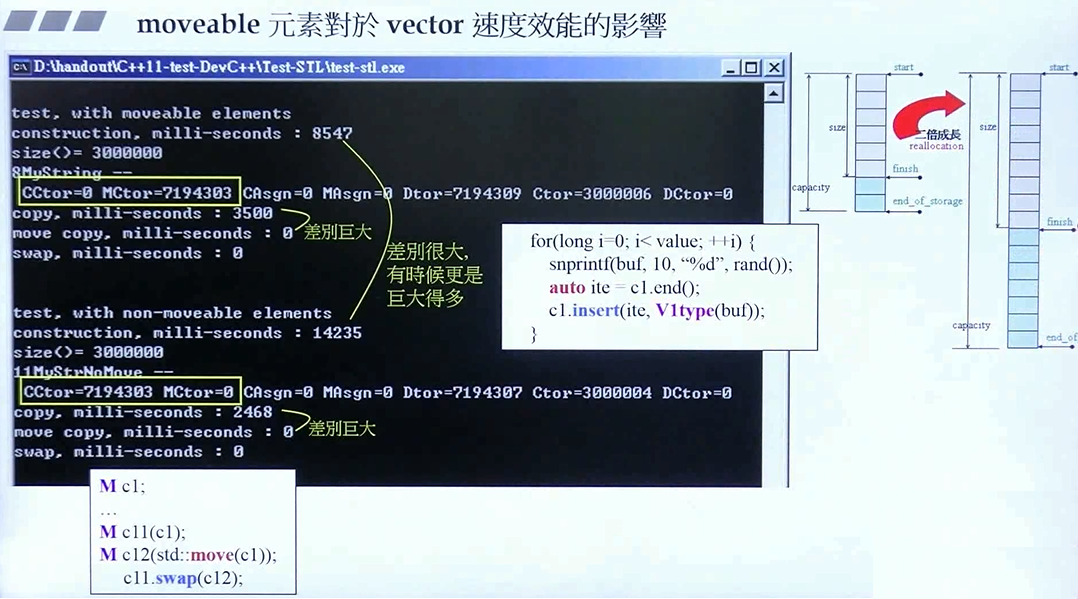 moveable 元素對於 vector 速度效能的影響
D:\handout\C++11-test-DevC++\Test-STL\test-stl.exe
test, with moveable elements
construction, milli-seconds : 8547
size()= 3000000
8MyString --
CCtor=0 MCtor=7194303 CAsgn=0 MAsgn=0 Dtor=7194309 Ctor=3000006 DCtor=0
copy, milli-seconds : 3500
move copy, milli-seconds : 0
swap, milli-seconds : 0
差別巨大
差別很大,
有時候更是
巨大得多
test, with non-moveable elements
construction, milli-seconds : 14235
size()= 3000000
11MyStrNoMove --
CCtor=7194303 MCtor=0 CAsgn=0 MAsgn=0 Dtor=7194307 Ctor=3000004 DCtor=0
copy, milli-seconds : 2468
move copy, milli-seconds : 0
swap, milli-seconds : 0
差別巨大
M c1;
...
M c11(c1);
M c12(std::move(c1));
c11.swap(c12);
for(long i=0; i< value; ++i) {
snprintf(buf, 10, “%d”, rand());
auto ite = c1.end();
c1.insert(ite, V1type(buf));
}
start
size
finish
capacity
end_of_storage
二倍成長
reallocation
start
size
finish
capacity
end_of